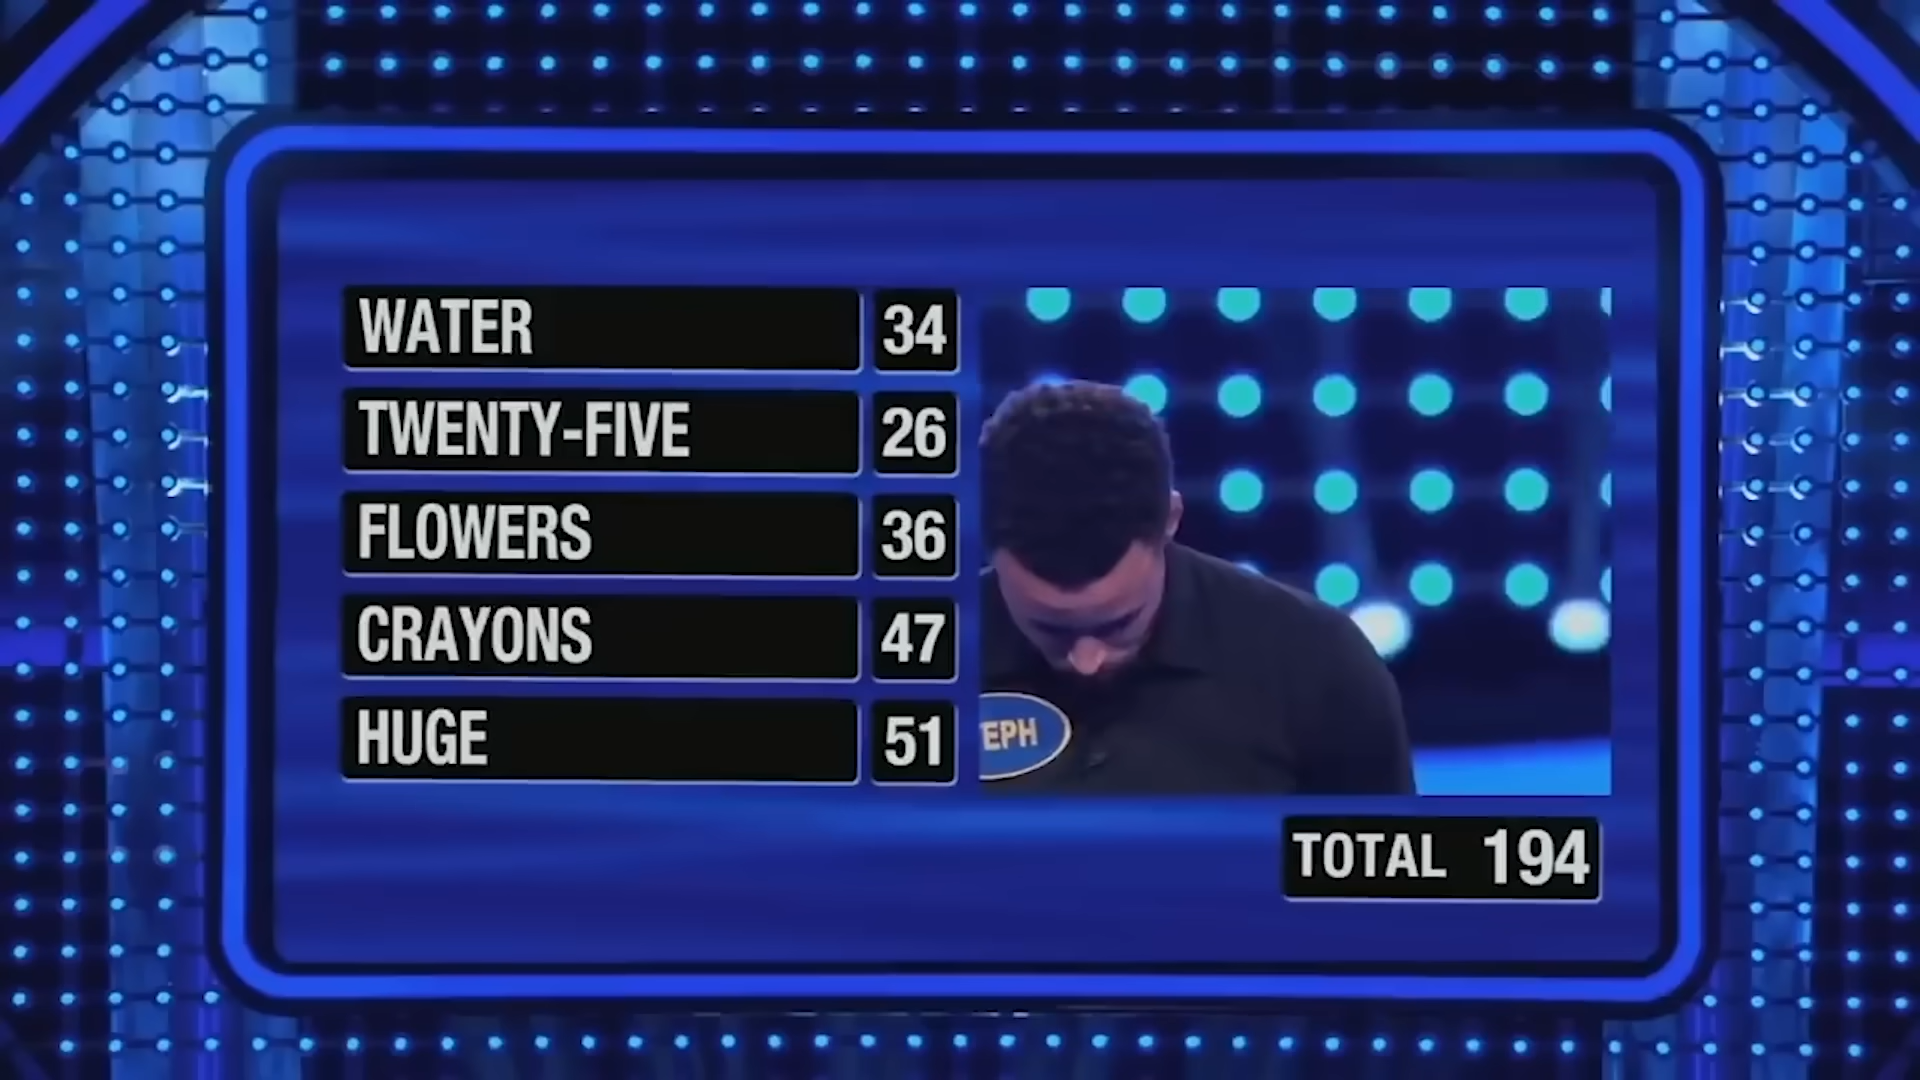 WATER 34
TWENTY-FIVE 26
FLOWERS 36
CRAYONS 47
HUGE 51
EPH
TOTAL 194